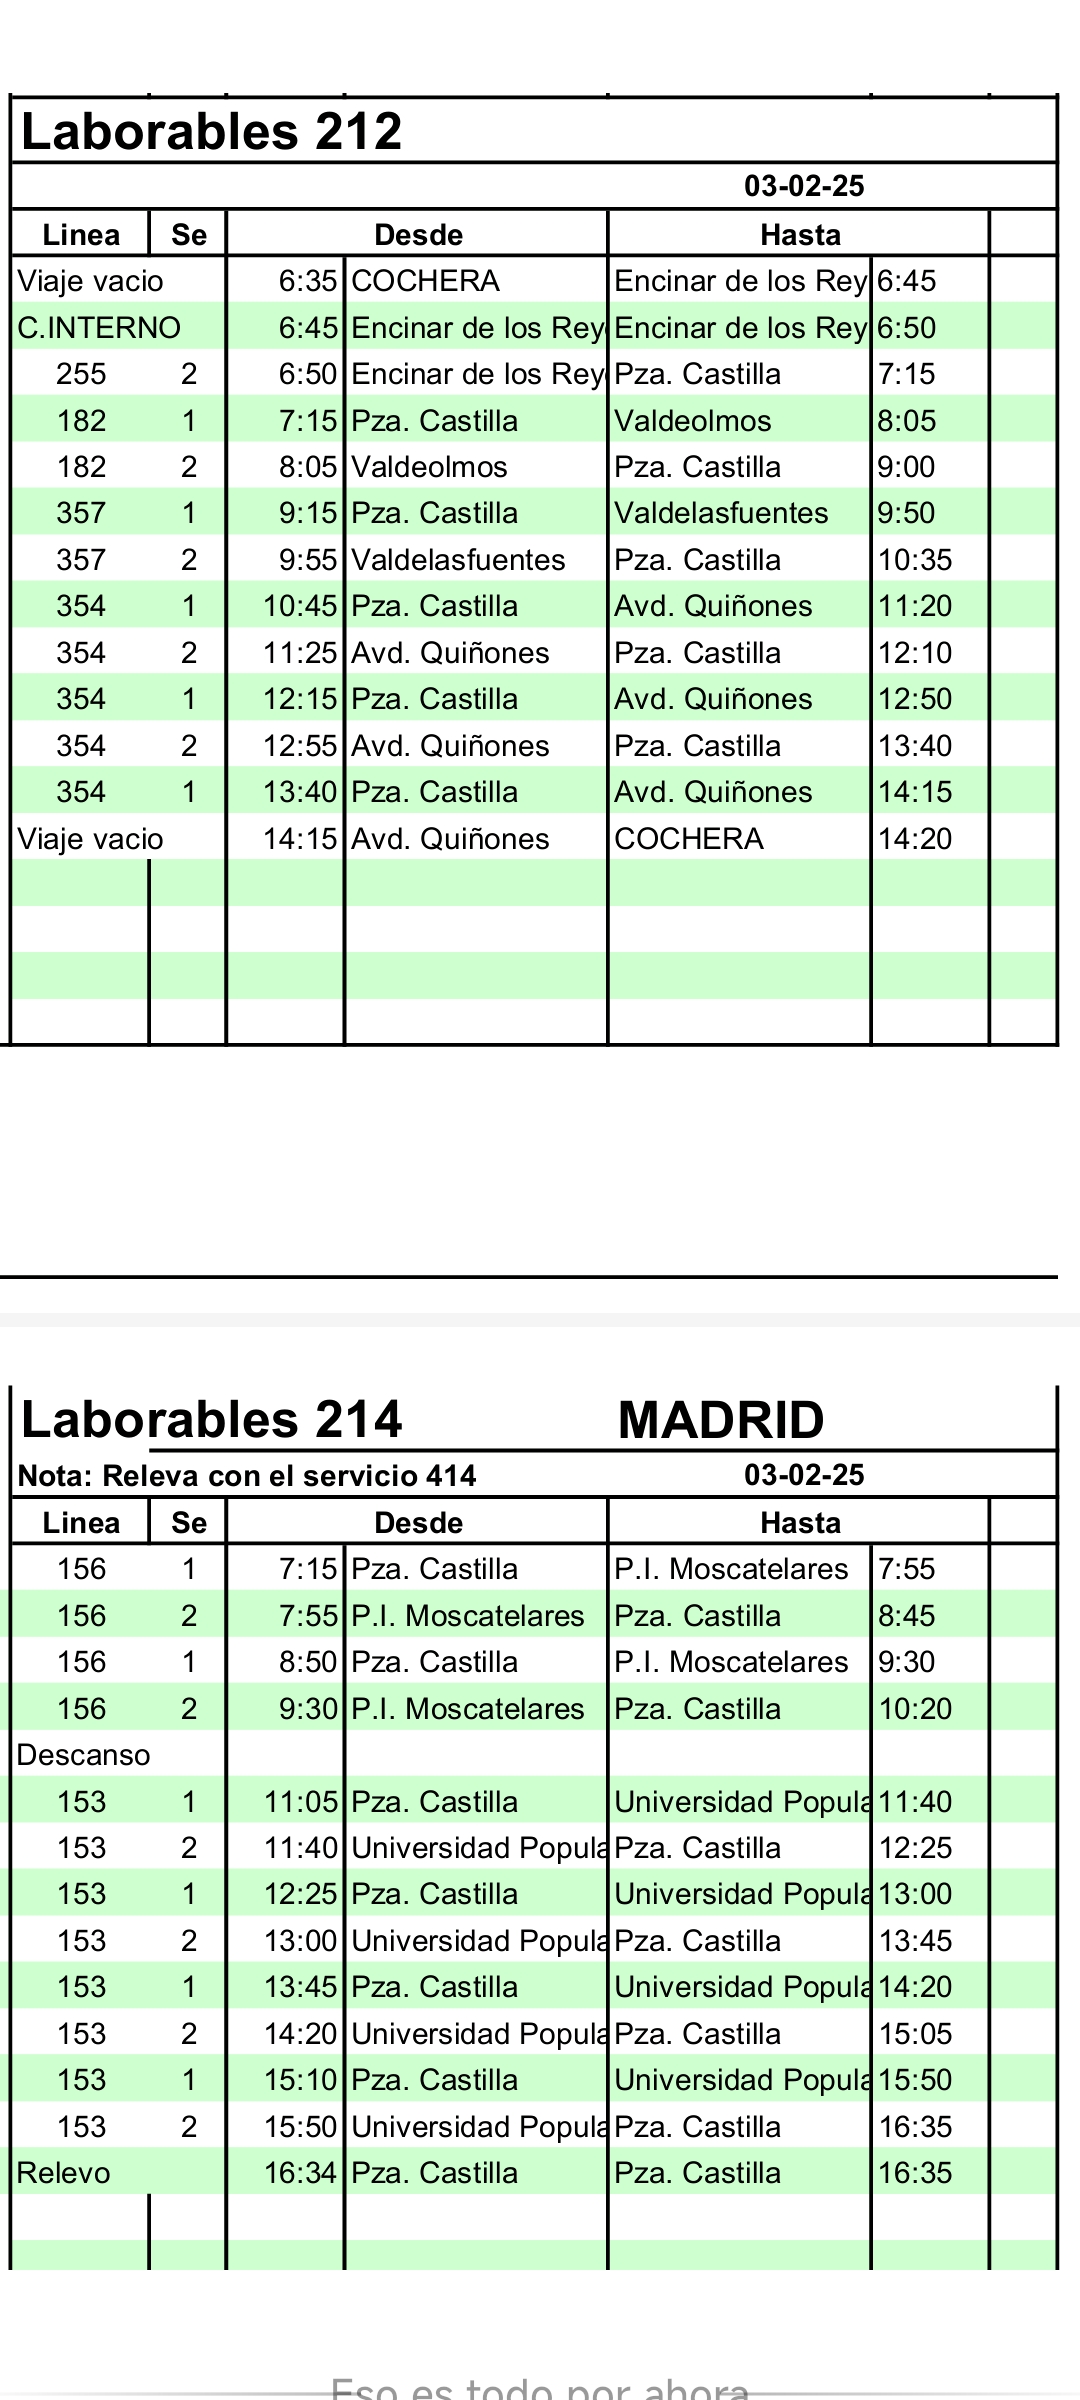 Laborables 212
03-02-25
Linea Se Desde Hasta
Viaje vacio 6:35 COCHERA Encinar de los Rey 6:45
C.INTERNO 6:45 Encinar de los Rey Encinar de los Rey 6:50
255 2 6:50 Encinar de los Rey Pza. Castilla 7:15
182 1 7:15 Pza. Castilla Valdeolmos 8:05
182 2 8:05 Valdeolmos Pza. Castilla 9:00
357 1 9:15 Pza. Castilla Valdelasfuentes 9:50
357 2 9:55 Valdelasfuentes Pza. Castilla 10:35
354 1 10:45 Pza. Castilla Avd. Quiñones 11:20
354 2 11:25 Avd. Quiñones Pza. Castilla 12:10
354 1 12:15 Pza. Castilla Avd. Quiñones 12:50
354 2 12:55 Avd. Quiñones Pza. Castilla 13:40
354 1 13:40 Pza. Castilla Avd. Quiñones 14:15
Viaje vacio 14:15 Avd. Quiñones COCHERA 14:20
Laborables 214 MADRID
Nota: Releva con el servicio 414 03-02-25
Linea Se Desde Hasta
156 1 7:15 Pza. Castilla P.I. Moscatelares 7:55
156 2 7:55 P.I. Moscatelares Pza. Castilla 8:45
156 1 8:50 Pza. Castilla P.I. Moscatelares 9:30
156 2 9:30 P.I. Moscatelares Pza. Castilla 10:20
Descanso
153 1 11:05 Pza. Castilla Universidad Popula 11:40
153 2 11:40 Universidad Popula Pza. Castilla 12:25
153 1 12:25 Pza. Castilla Universidad Popula 13:00
153 2 13:00 Universidad Popula Pza. Castilla 13:45
153 1 13:45 Pza. Castilla Universidad Popula 14:20
153 2 14:20 Universidad Popula Pza. Castilla 15:05
153 1 15:10 Pza. Castilla Universidad Popula 15:50
153 2 15:50 Universidad Popula Pza. Castilla 16:35
Relevo 16:34 Pza. Castilla Pza. Castilla 16:35
Eso es todo por ahora